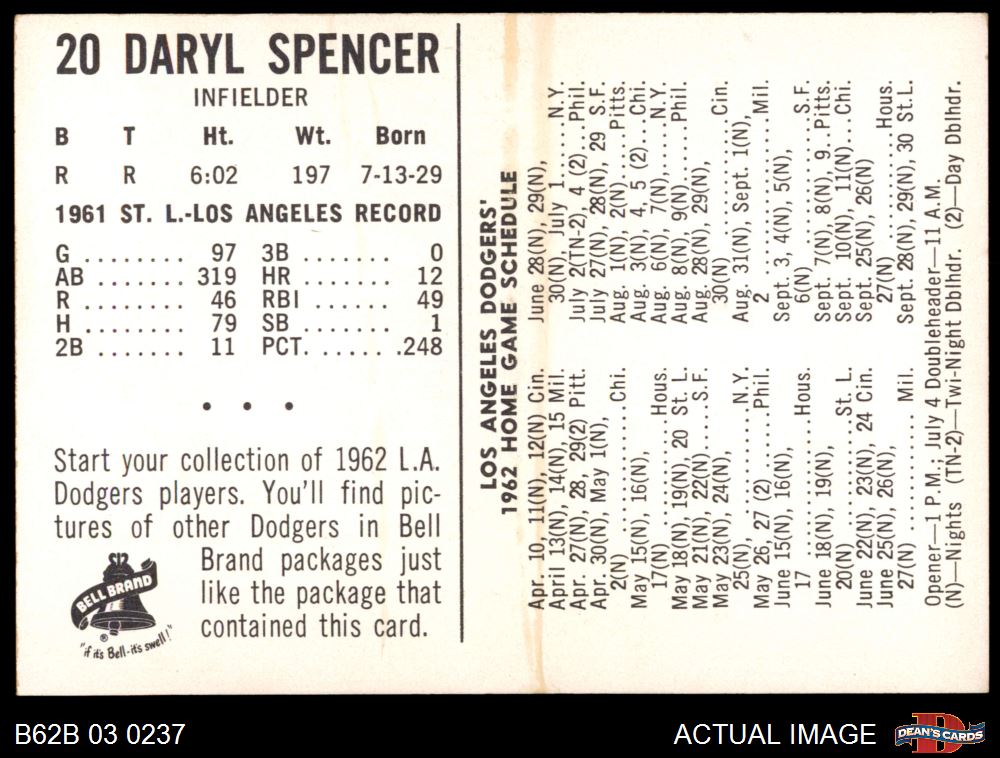 20 DARYL SPENCER
INFIELDER
B T Ht. Wt. Born
R R 6:02 197 7-13-29
1961 ST. L.-LOS ANGELES RECORD
G ........ 97 3B ....... 0
AB ....... 319 HR ....... 12
R ........ 46 RBI ...... 49
H ........ 79 SB ....... 1
2B ....... 11 PCT. ...... .248
• • •
Start your collection of 1962 L.A.
Dodgers players. You'll find pic-
tures of other Dodgers in Bell
Brand packages just
like the package that
contained this card.
BELL BRAND
®
"if it's Bell-it's swell!"
LOS ANGELES DODGERS'
1962 HOME GAME SCHEDULE
Apr. 10, 11(N), 12(N) Cin.
April 13(N), 14(N), 15 Mil.
Apr. 27(N), 28, 29(2) Pitt.
Apr. 30(N), May 1(N),
2(N) ..............Chi.
May 15(N), 16(N),
17(N) ............Hous.
May 18(N), 19(N), 20 St. L.
May 21(N), 22(N).......S.F.
May 23(N), 24(N),
25(N), ............N.Y.
May 26, 27 (2) .....Phil.
June 15(N), 16(N),
17 ..............Hous.
June 18(N), 19(N),
20(N) ...........St. L.
June 22(N), 23(N), 24 Cin.
June 25(N), 26(N),
27(N) ............ Mil.
June 28(N), 29(N),
30(N), July 1 ......N.Y.
July 2(TN-2), 4 (2)...Phil.
July 27(N), 28(N), 29 S.F.
Aug. 1(N), 2(N).....Pitts.
Aug. 3(N), 4, 5 (2)...Chi.
Aug. 6(N), 7(N)......N.Y.
Aug. 8(N), 9(N)......Phil.
Aug. 28(N), 29(N),
30(N) .............Cin.
Aug. 31(N), Sept. 1(N),
2 .................Mil.
Sept. 3, 4(N), 5(N),
6(N) ..............S.F.
Sept. 7(N), 8(N), 9..Pitts.
Sept. 10(N), 11(N)...Chi.
Sept. 25(N), 26(N)
27(N) ............Hous.
Sept. 28(N), 29(N), 30 St.L.
Opener—1 P.M., July 4 Doubleheader—11 A.M.
(N)—Nights (TN-2)—Twi-Night Dblhdr. (2)—Day Dblhdr.
B62B 03 0237
ACTUAL IMAGE
DEAN'S CARDS